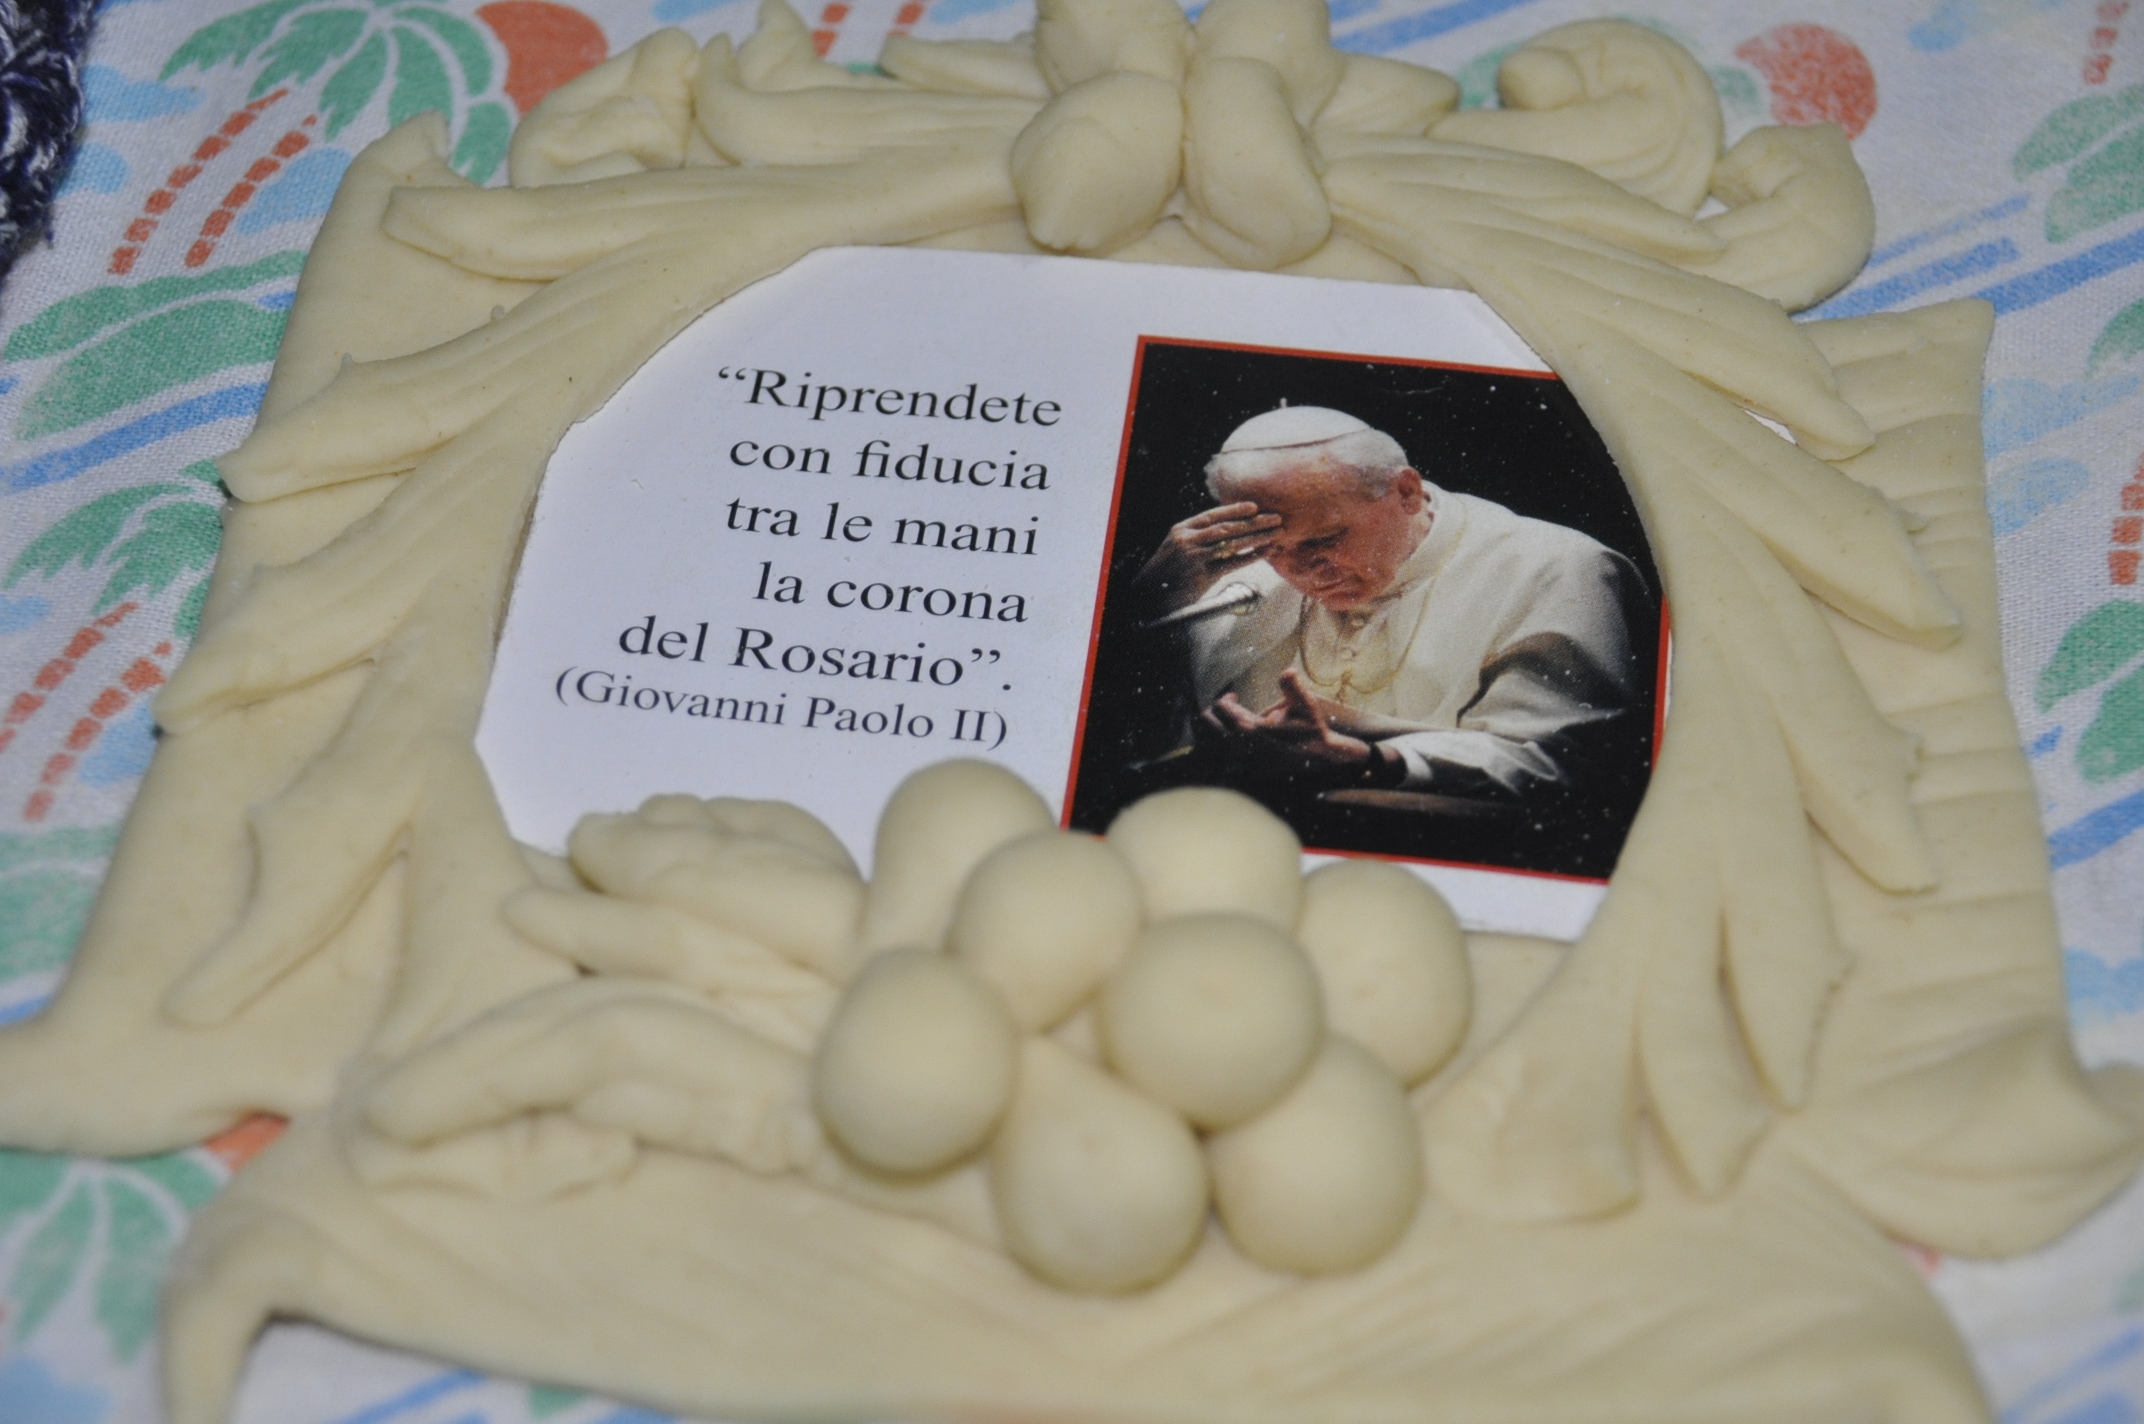 “Riprendete
con fiducia
tra le mani
la corona
del Rosario”.
(Giovanni Paolo II)